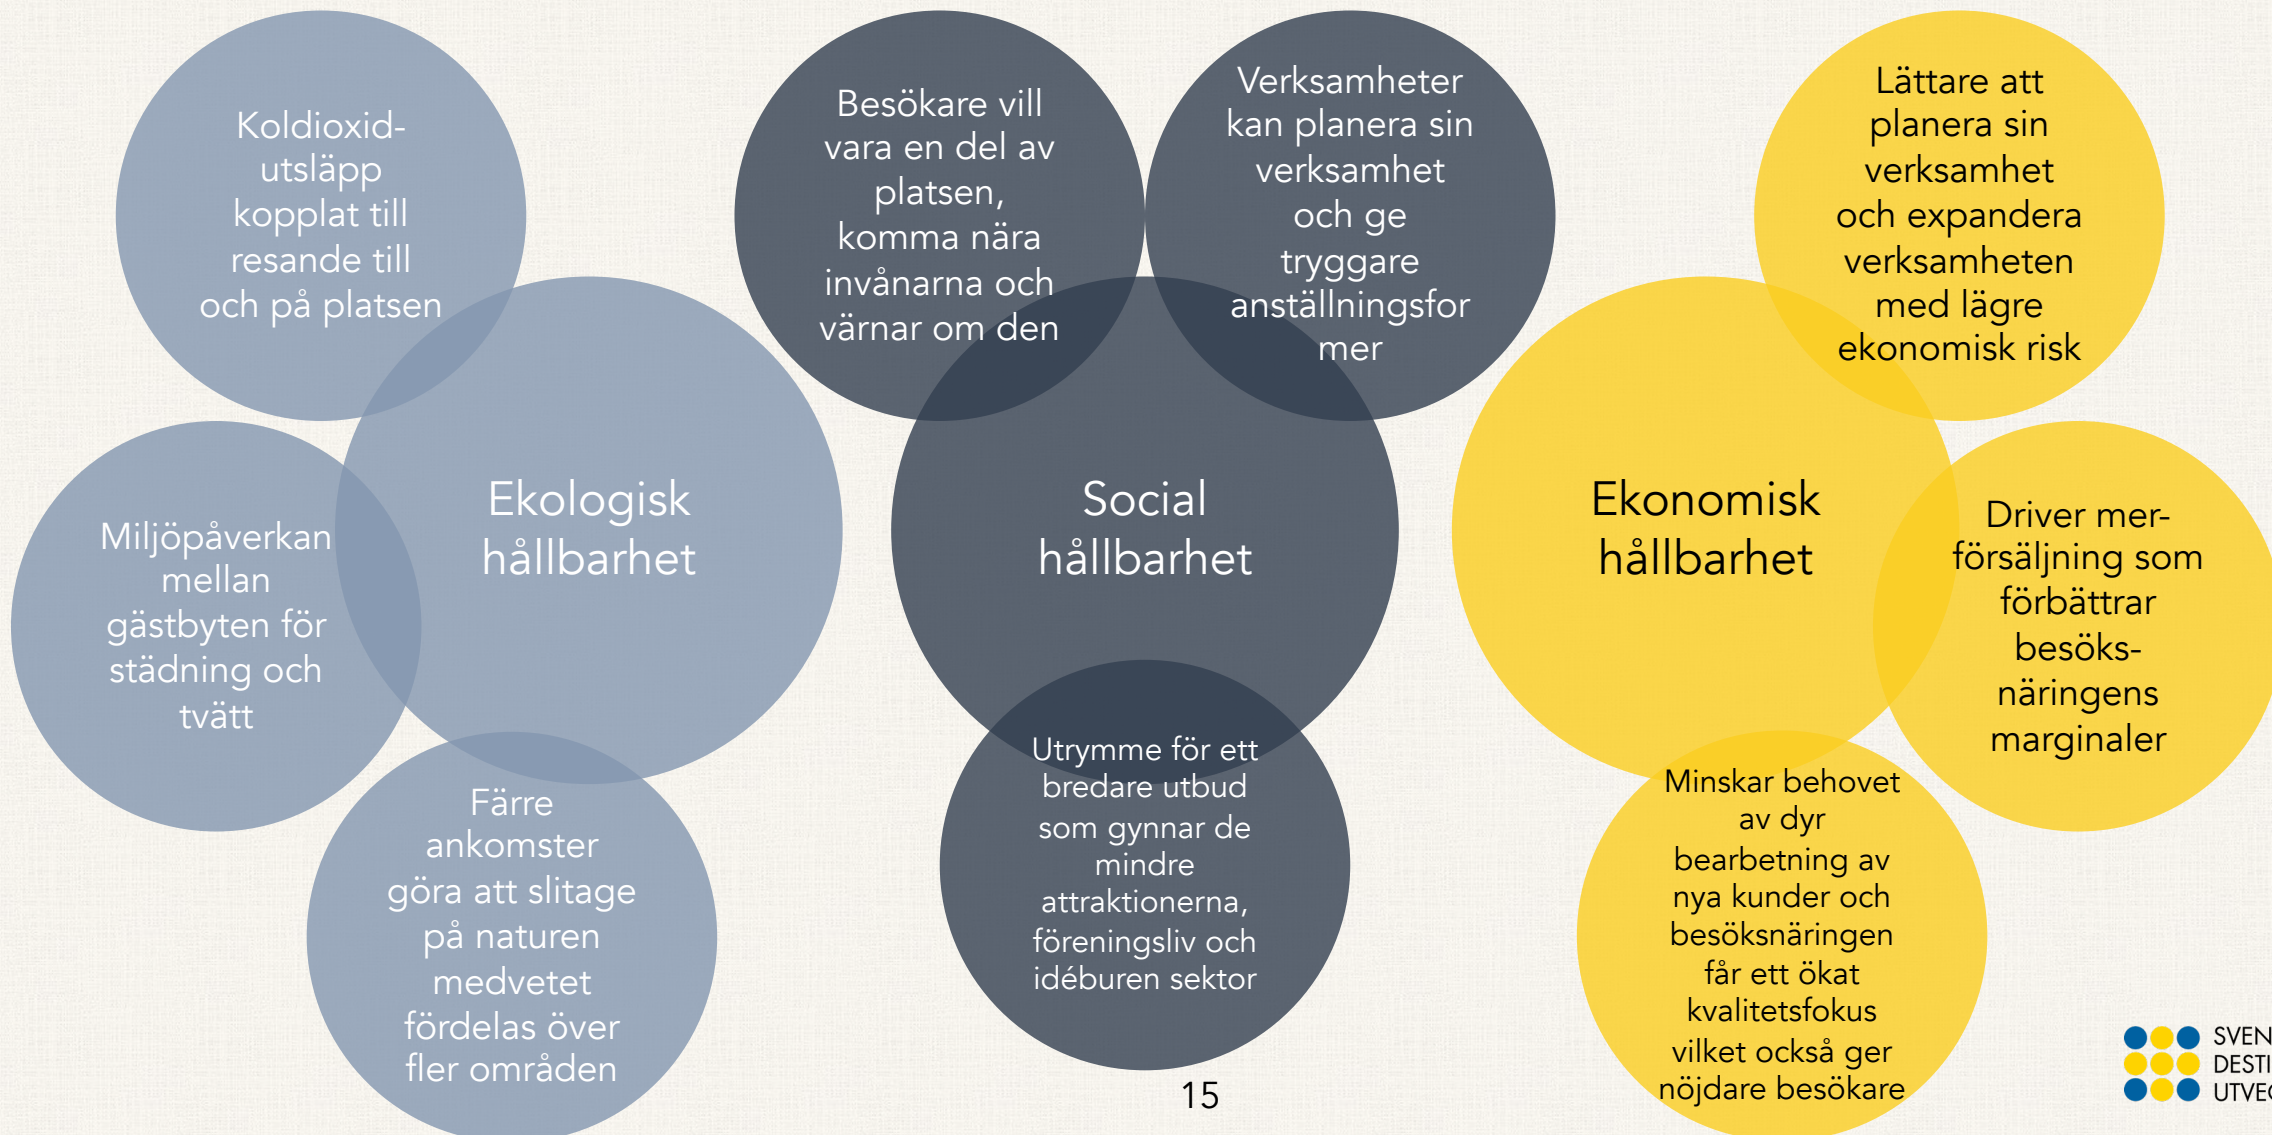 Koldioxid-
utsläpp
kopplat till
resande till
och på platsen
Miljöpåverkan
mellan
gästbyten för
städning och
tvätt
Ekologisk
hållbarhet
Färre
ankomster
göra att slitage
på naturen
medvetet
fördelas över
fler områden
Besökare vill
vara en del av
platsen,
komma nära
invånarna och
värnar om den
Verksamheter
kan planera sin
verksamhet
och ge
tryggare
anställningsfor
mer
Social
hållbarhet
Utrymme för ett
bredare utbud
som gynnar de
mindre
attraktionerna,
föreningsliv och
idéburen sektor
Lättare att
planera sin
verksamhet
och expandera
verksamheten
med lägre
ekonomisk risk
Ekonomisk
hållbarhet
Driver mer-
försäljning som
förbättrar
besöks-
näringens
marginaler
Minskar behovet
av dyr
bearbetning av
nya kunder och
besöksnäringen
får ett ökat
kvalitetsfokus
vilket också ger
nöjdare besökare
15
SVEN
DESTI
UTVEC